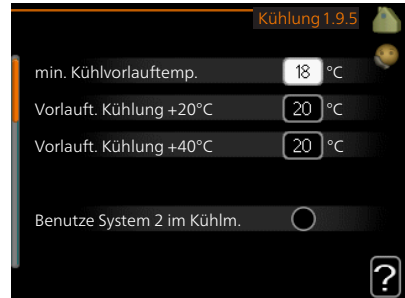 Kühlung 1.9.5
min. Kühlvorlauftemp. 18 °C
Vorlauft. Kühlung +20°C 20 °C
Vorlauft. Kühlung +40°C 20 °C
Benutze System 2 im Kühlm.
?